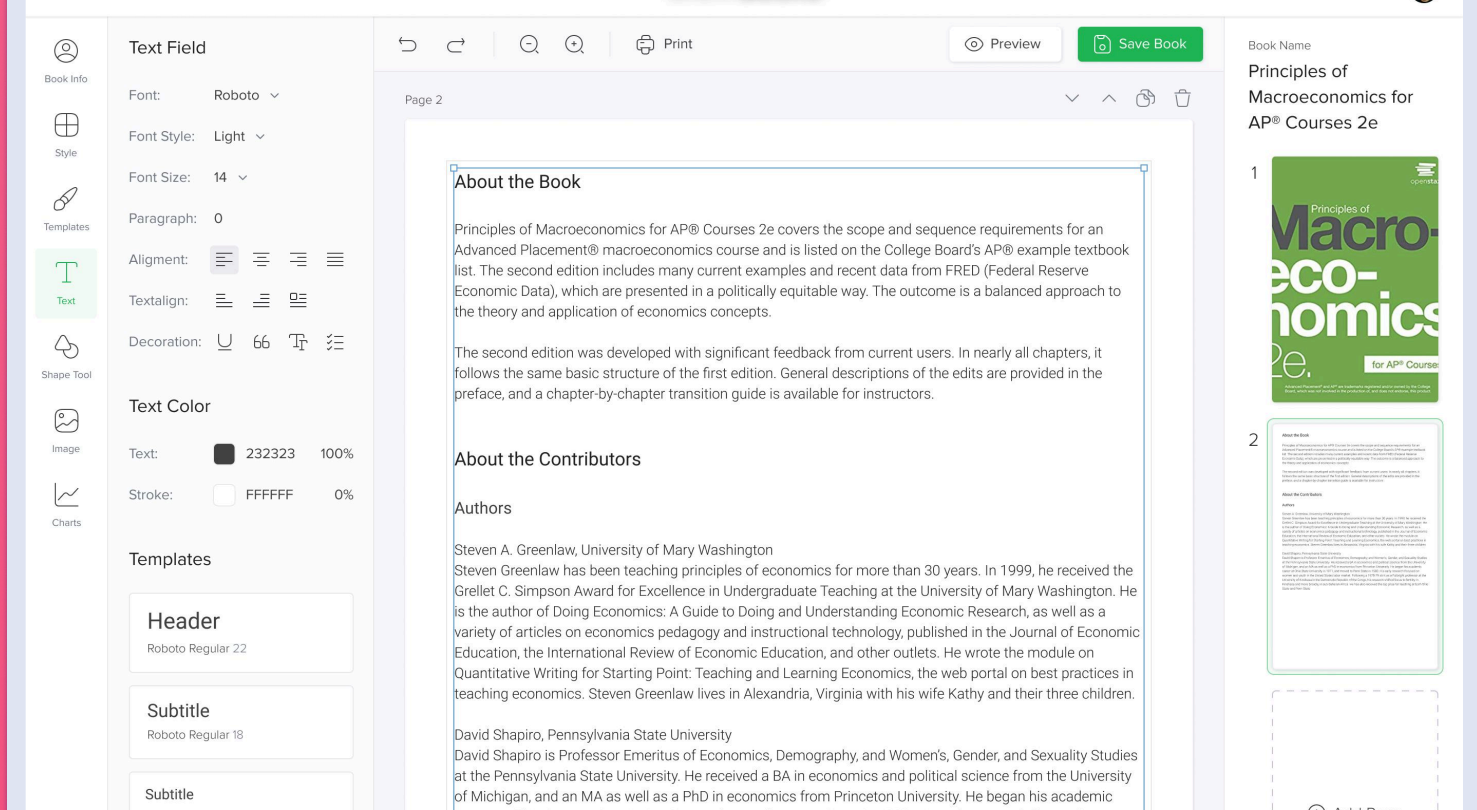 Book Info
Style
Templates
Text
Shape Tool
Image
Charts
Text Field
Font: Roboto
Font Style: Light
Font Size: 14
Paragraph: 0
Aligment:
Textalign:
Decoration:
Text Color
Text: 232323 100%
Stroke: FFFFFF 0%
Templates
Header
Roboto Regular 22
Subtitle
Roboto Regular 18
Subtitle
Print
Preview
Save Book
Page 2
About the Book
Principles of Macroeconomics for AP® Courses 2e covers the scope and sequence requirements for an
Advanced Placement® macroeconomics course and is listed on the College Board's AP® example textbook
list. The second edition includes many current examples and recent data from FRED (Federal Reserve
Economic Data), which are presented in a politically equitable way. The outcome is a balanced approach to
the theory and application of economics concepts.
The second edition was developed with significant feedback from current users. In nearly all chapters, it
follows the same basic structure of the first edition. General descriptions of the edits are provided in the
preface, and a chapter-by-chapter transition guide is available for instructors.
About the Contributors
Authors
Steven A. Greenlaw, University of Mary Washington
Steven Greenlaw has been teaching principles of economics for more than 30 years. In 1999, he received the
Grellet C. Simpson Award for Excellence in Undergraduate Teaching at the University of Mary Washington. He
is the author of Doing Economics: A Guide to Doing and Understanding Economic Research, as well as a
variety of articles on economics pedagogy and instructional technology, published in the Journal of Economic
Education, the International Review of Economic Education, and other outlets. He wrote the module on
Quantitative Writing for Starting Point: Teaching and Learning Economics, the web portal on best practices in
teaching economics. Steven Greenlaw lives in Alexandria, Virginia with his wife Kathy and their three children.
David Shapiro, Pennsylvania State University
David Shapiro is Professor Emeritus of Economics, Demography, and Women's, Gender, and Sexuality Studies
at the Pennsylvania State University. He received a BA in economics and political science from the University
of Michigan, and an MA as well as a PhD in economics from Princeton University. He began his academic
Book Name
Principles of
Macroeconomics for
AP® Courses 2e
1
opensta
Principles of
Macro-
eco-
nomics
2e.
for AP® Course
2
About the Book
About the Contributors
Authors